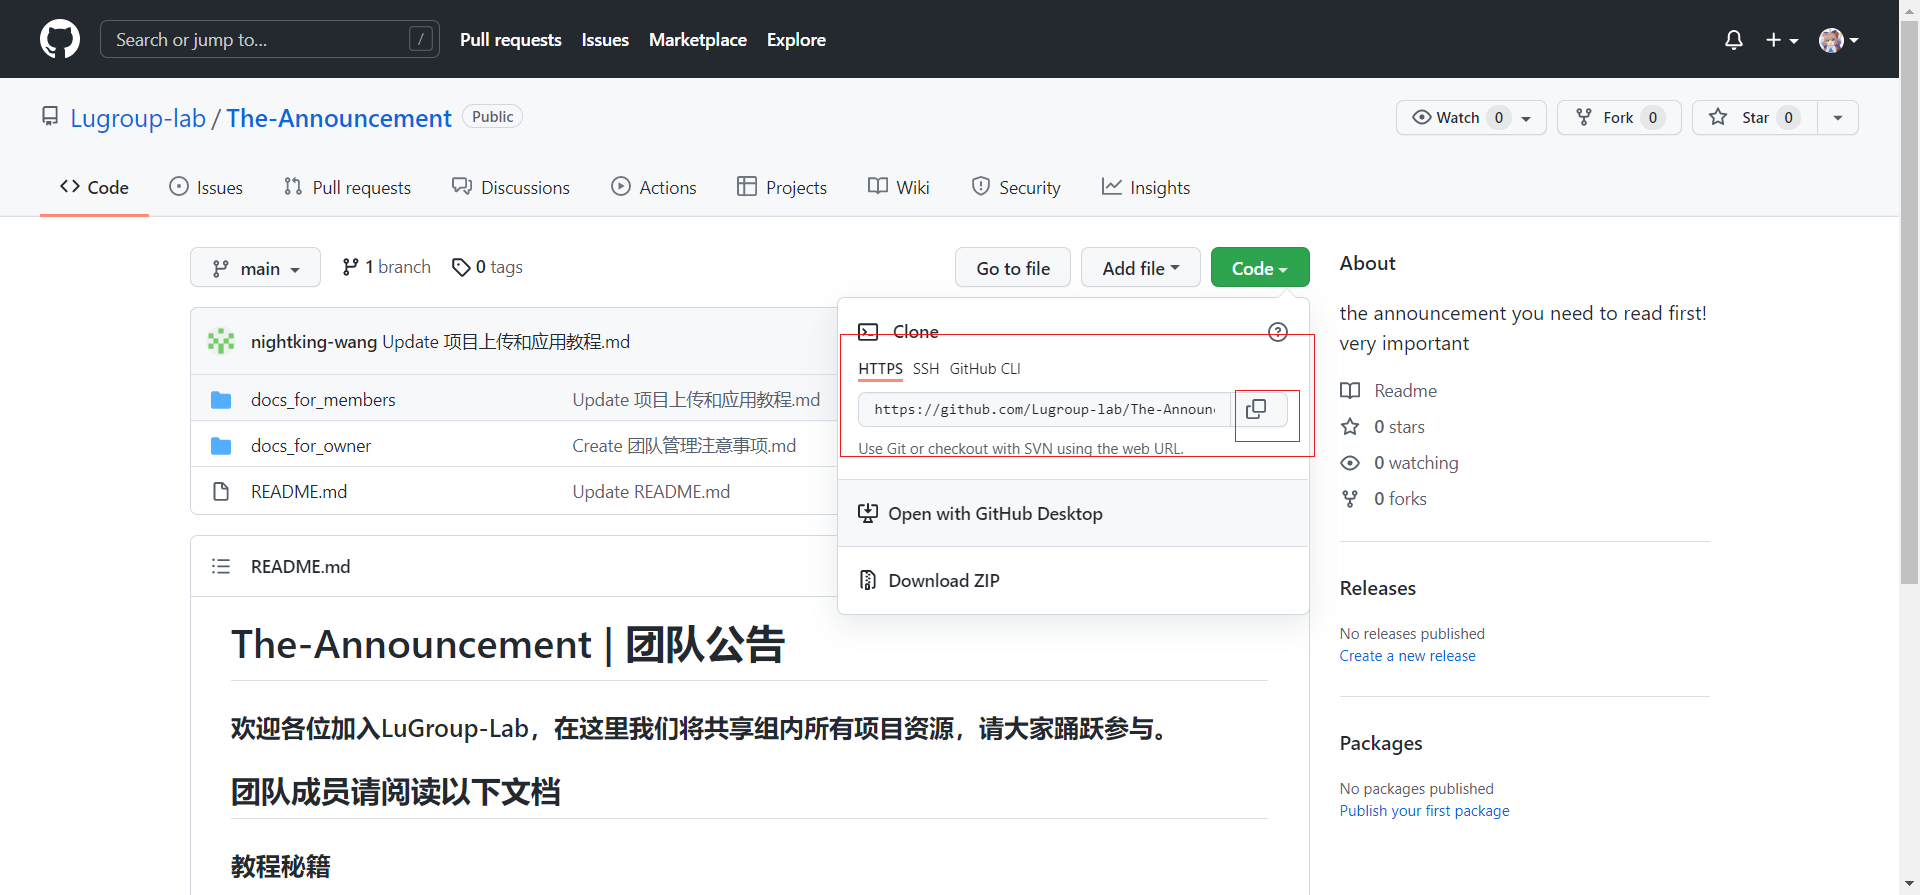 Search or jump to... /
Pull requests Issues Marketplace Explore
Lugroup-lab / The-Announcement Public
Watch 0 Fork 0 Star 0
Code Issues Pull requests Discussions Actions Projects Wiki Security Insights
main 1 branch 0 tags Go to file Add file Code
nightking-wang Update 项目上传和应用教程.md
docs_for_members Update 项目上传和应用教程.md
docs_for_owner Create 团队管理注意事项.md
README.md Update README.md
Clone
HTTPS SSH GitHub CLI
https://github.com/Lugroup-lab/The-Announ
Use Git or checkout with SVN using the web URL.
Open with GitHub Desktop
Download ZIP
README.md
The-Announcement | 团队公告
欢迎各位加入LuGroup-Lab，在这里我们将共享组内所有项目资源，请大家踊跃参与。
团队成员请阅读以下文档
教程秘籍
About
the announcement you need to read first!
very important
Readme
0 stars
0 watching
0 forks
Releases
No releases published
Create a new release
Packages
No packages published
Publish your first package